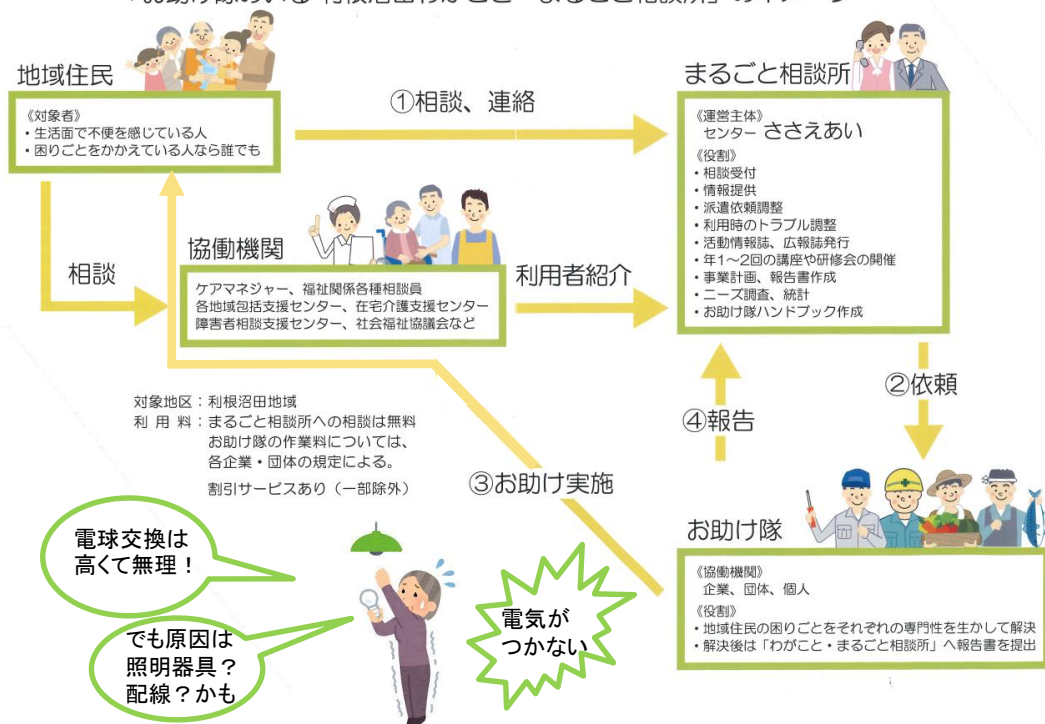 地域住民
《対象者》
・生活面で不便を感じている人
・困りごとをかかえている人なら誰でも
①相談、連絡
まるごと相談所
《運営主体》
センター ささえあい
《役割》
・相談受付
・情報提供
・派遣依頼調整
・利用時のトラブル調整
・活動情報誌、広報誌発行
・年1～2回の講座や研修会の開催
・事業計画、報告書作成
・ニーズ調査、統計
・お助け隊ハンドブック作成
相談
協働機関
ケアマネジャー、福祉関係各種相談員
各地域包括支援センター、在宅介護支援センター
障害者相談支援センター、社会福祉協議会など
利用者紹介
②依頼
④報告
対象地区：利根沼田地域
利 用 料：まるごと相談所への相談は無料
お助け隊の作業料については、
各企業・団体の規定による。
割引サービスあり（一部除外）
③お助け実施
お助け隊
《協働機関》
企業、団体、個人
《役割》
・地域住民の困りごとをそれぞれの専門性を生かして解決
・解決後は「わがこと・まるごと相談所」へ報告書を提出
電球交換は
高くて無理！
でも原因は
照明器具？
配線？かも
電気が
つかない